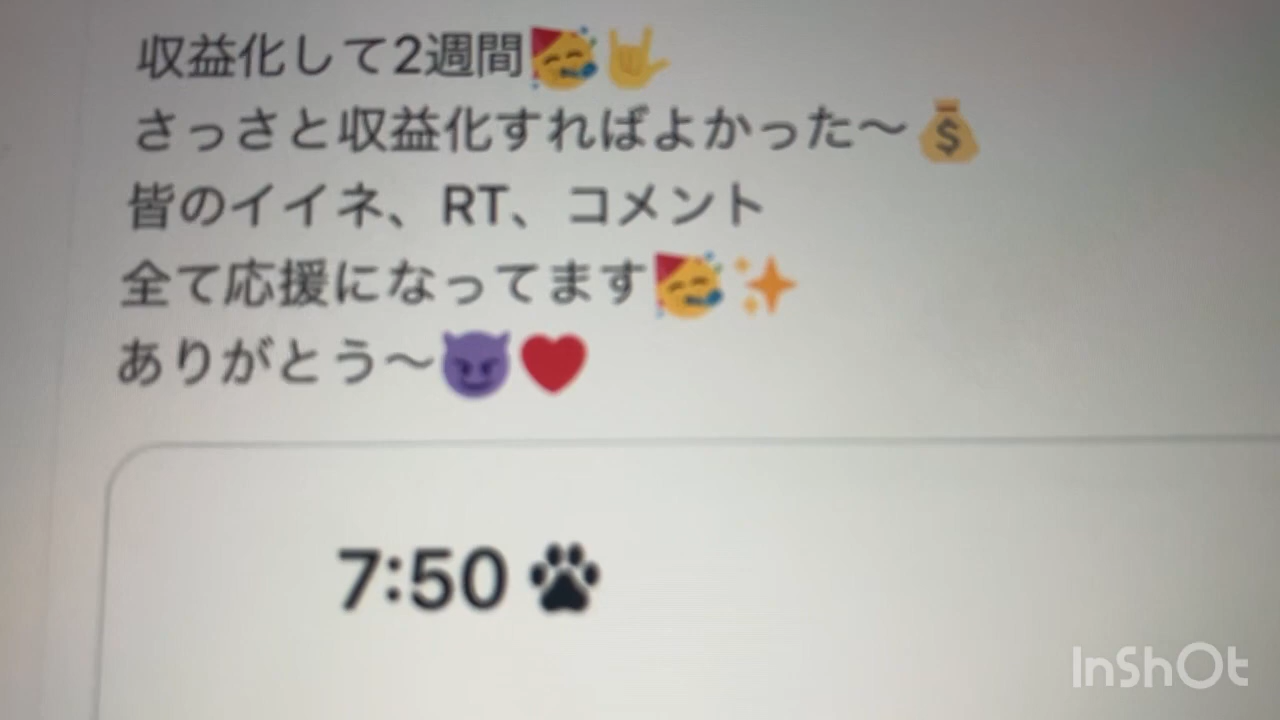 収益化して2週間🥳🤟
さっさと収益化すればよかった〜💰
皆のイイネ、RT、コメント
全て応援になってます🥳✨
ありがとう〜😈❤️
7:50 🐾
InShOt